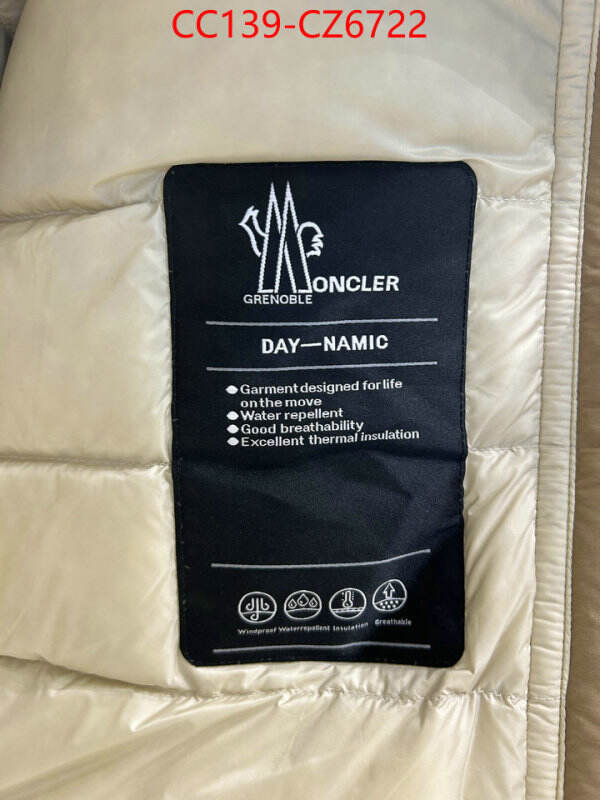 CC139-CZ6722
MONCLER
GRENOBLE
DAY—NAMIC
Garment designed for life
on the move
Water repellent
Good breathability
Excellent thermal insulation
Windproof Waterrepellent Insulation Breathable